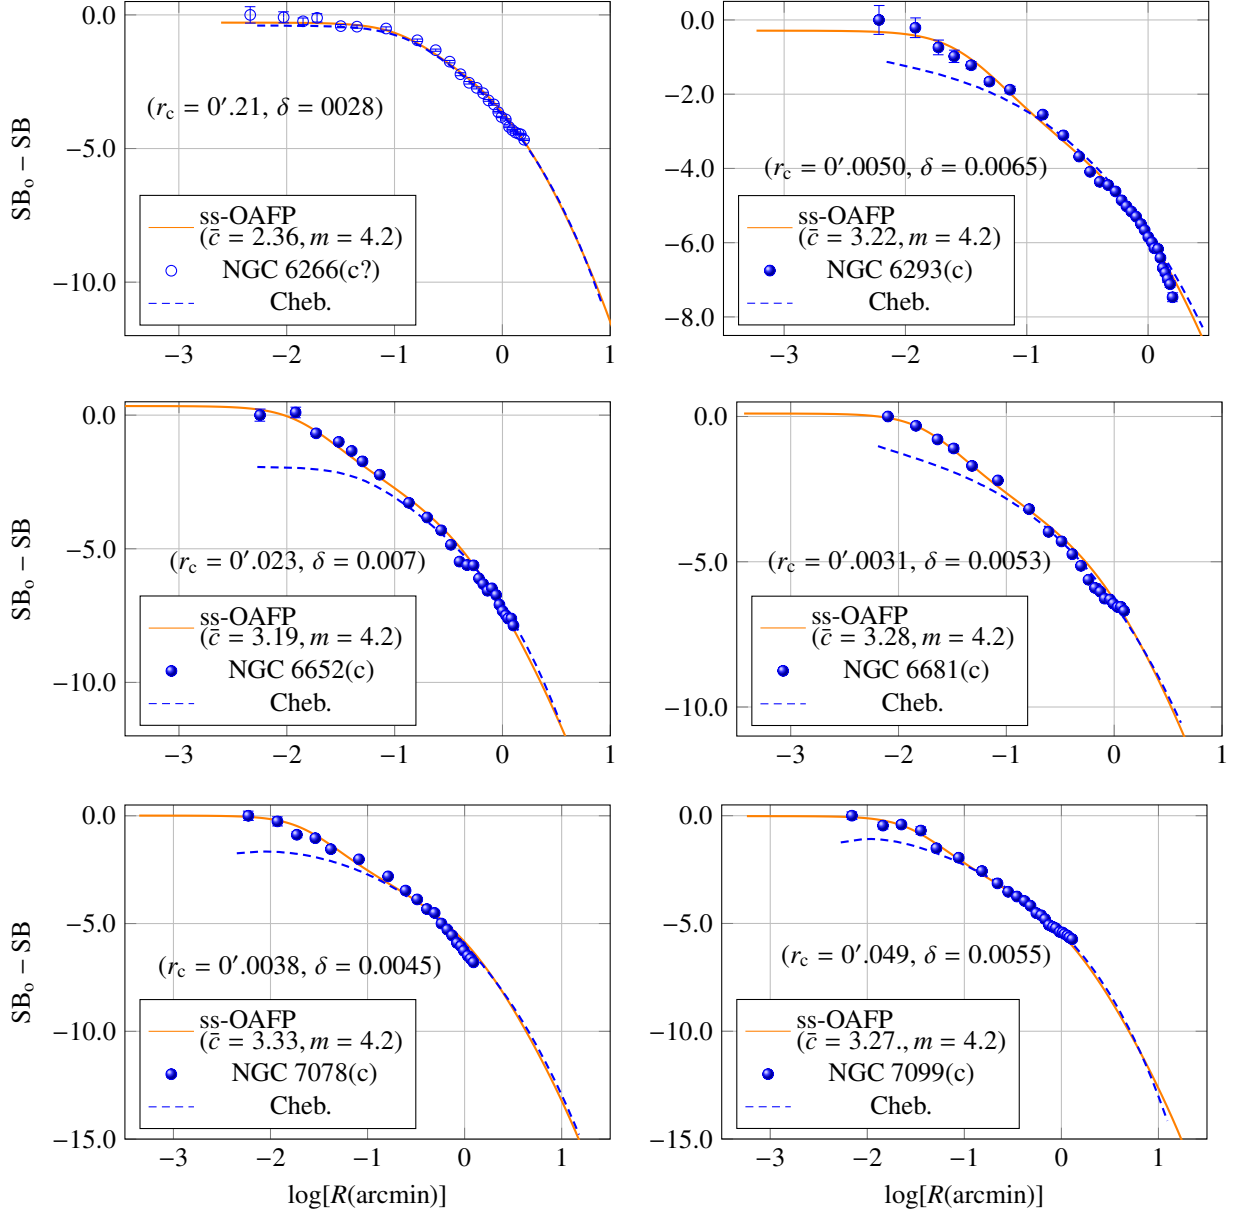 0.0
−5.0
−10.0
SBₒ − SB
(r_c = 0′.21, δ = 0028)
ss-OAFP
(c̄ = 2.36, m = 4.2)
NGC 6266(c?)
Cheb.
−3 −2 −1 0 1
0.0
−2.0
−4.0
−6.0
−8.0
(r_c = 0′.0050, δ = 0.0065)
ss-OAFP
(c̄ = 3.22, m = 4.2)
NGC 6293(c)
Cheb.
−3 −2 −1 0
0.0
−5.0
−10.0
SBₒ − SB
(r_c = 0′.023, δ = 0.007)
ss-OAFP
(c̄ = 3.19, m = 4.2)
NGC 6652(c)
Cheb.
−3 −2 −1 0 1
0.0
−5.0
−10.0
(r_c = 0′.0031, δ = 0.0053)
ss-OAFP
(c̄ = 3.28, m = 4.2)
NGC 6681(c)
Cheb.
−3 −2 −1 0 1
0.0
−5.0
−10.0
−15.0
SBₒ − SB
(r_c = 0′.0038, δ = 0.0045)
ss-OAFP
(c̄ = 3.33, m = 4.2)
NGC 7078(c)
Cheb.
−3 −2 −1 0 1
log[R(arcmin)]
0.0
−5.0
−10.0
−15.0
(r_c = 0′.049, δ = 0.0055)
ss-OAFP
(c̄ = 3.27., m = 4.2)
NGC 7099(c)
Cheb.
−3 −2 −1 0 1
log[R(arcmin)]